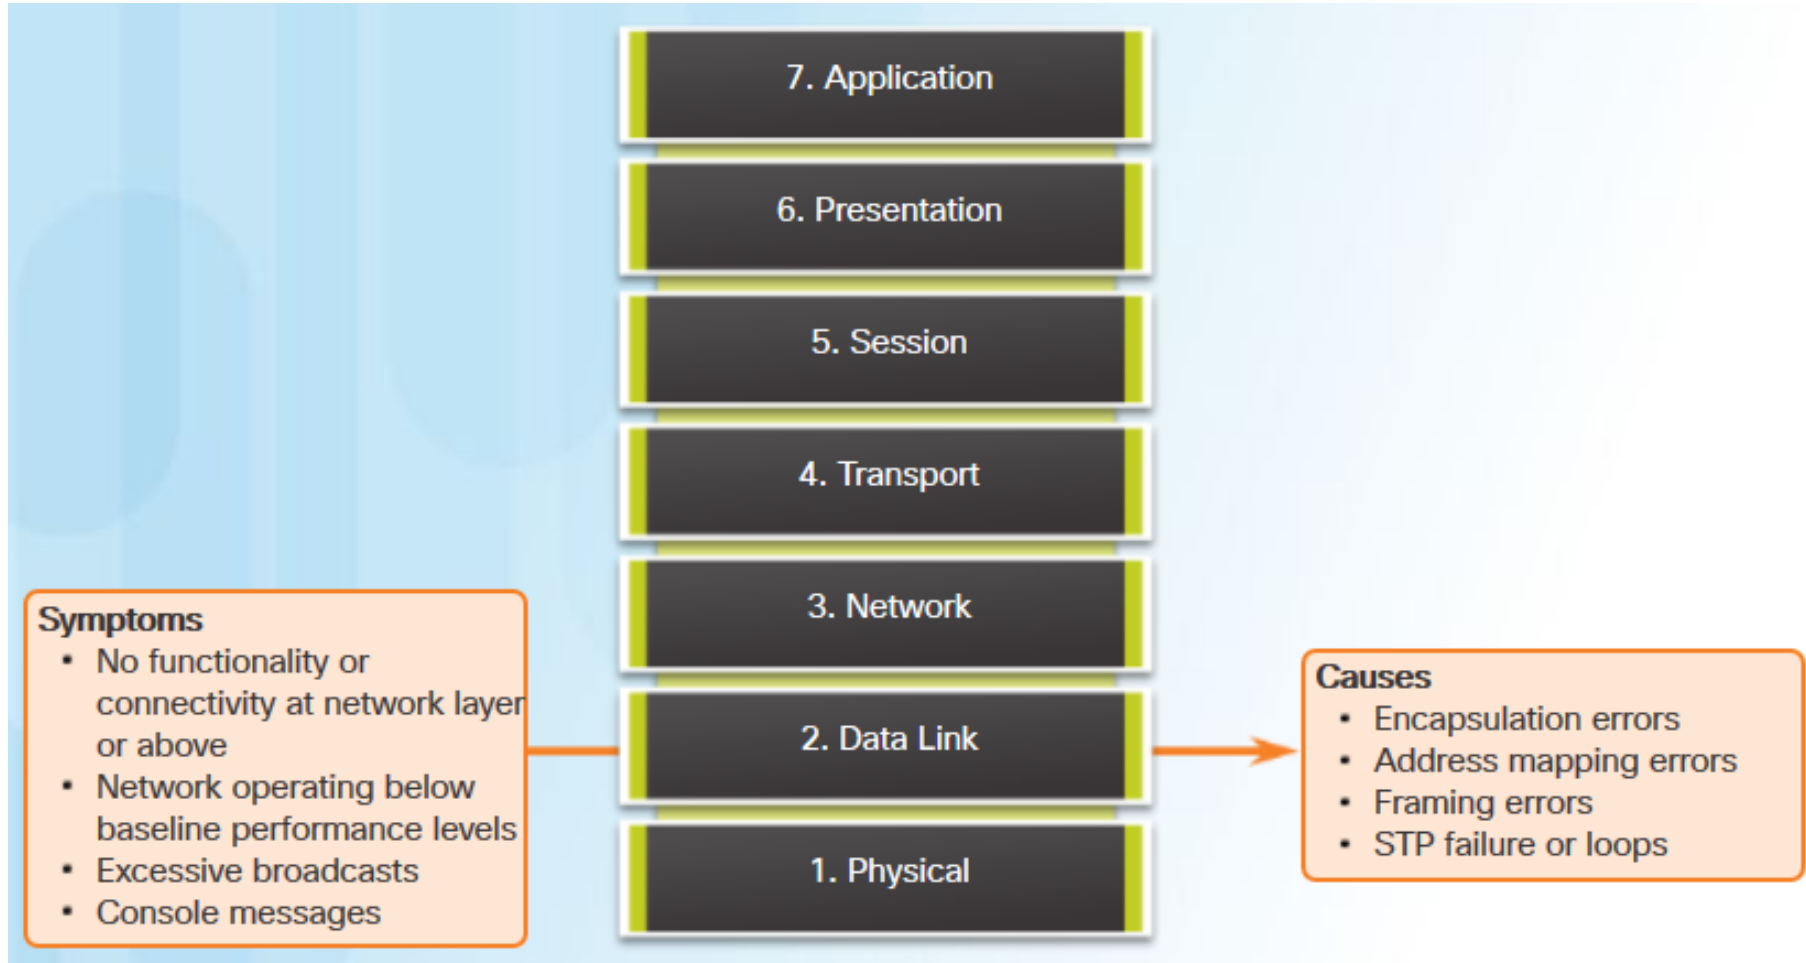 7. Application
6. Presentation
5. Session
4. Transport
3. Network
2. Data Link
1. Physical
Symptoms
▪ No functionality or
connectivity at network layer
or above
▪ Network operating below
baseline performance levels
▪ Excessive broadcasts
▪ Console messages
Causes
▪ Encapsulation errors
▪ Address mapping errors
▪ Framing errors
▪ STP failure or loops